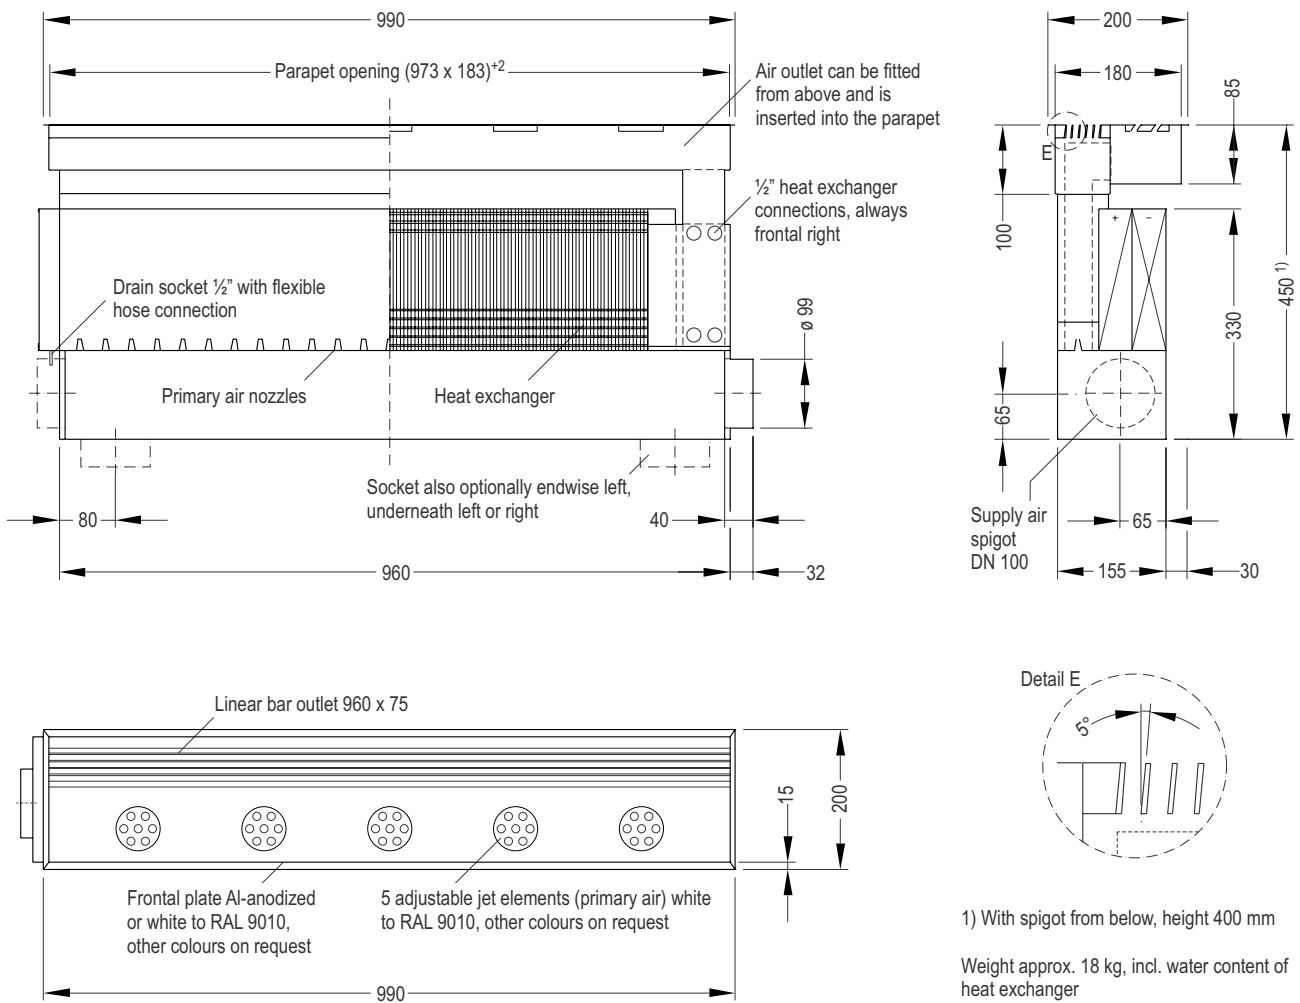 990
Parapet opening (973 x 183)+2
Air outlet can be fitted
from above and is
inserted into the parapet
½” heat exchanger
connections, always
frontal right
Drain socket ½” with flexible
hose connection
ø 99
Primary air nozzles
Heat exchanger
Socket also optionally endwise left,
underneath left or right
80
40
960
32
200
180
85
E
100
+
−
330
450 1)
65
Supply air
spigot
DN 100
65
155
30
Linear bar outlet 960 x 75
15
200
Frontal plate Al-anodized
or white to RAL 9010,
other colours on request
5 adjustable jet elements (primary air) white
to RAL 9010, other colours on request
990
Detail E
5°
1) With spigot from below, height 400 mm
Weight approx. 18 kg, incl. water content of
heat exchanger